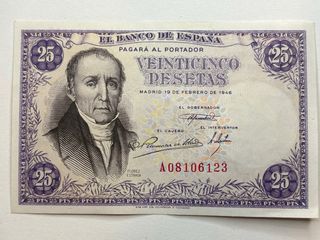 EL BANCO DE ESPAÑA
PAGARÁ AL PORTADOR
25
25
VEINTICINCO
PESETAS
MADRID 19 DE FEBRERO DE 1946
EL GOBERNADOR
EL CAJERO
EL INTERVENTOR
A08106123
FLOREZ
ESTRADA
25
25